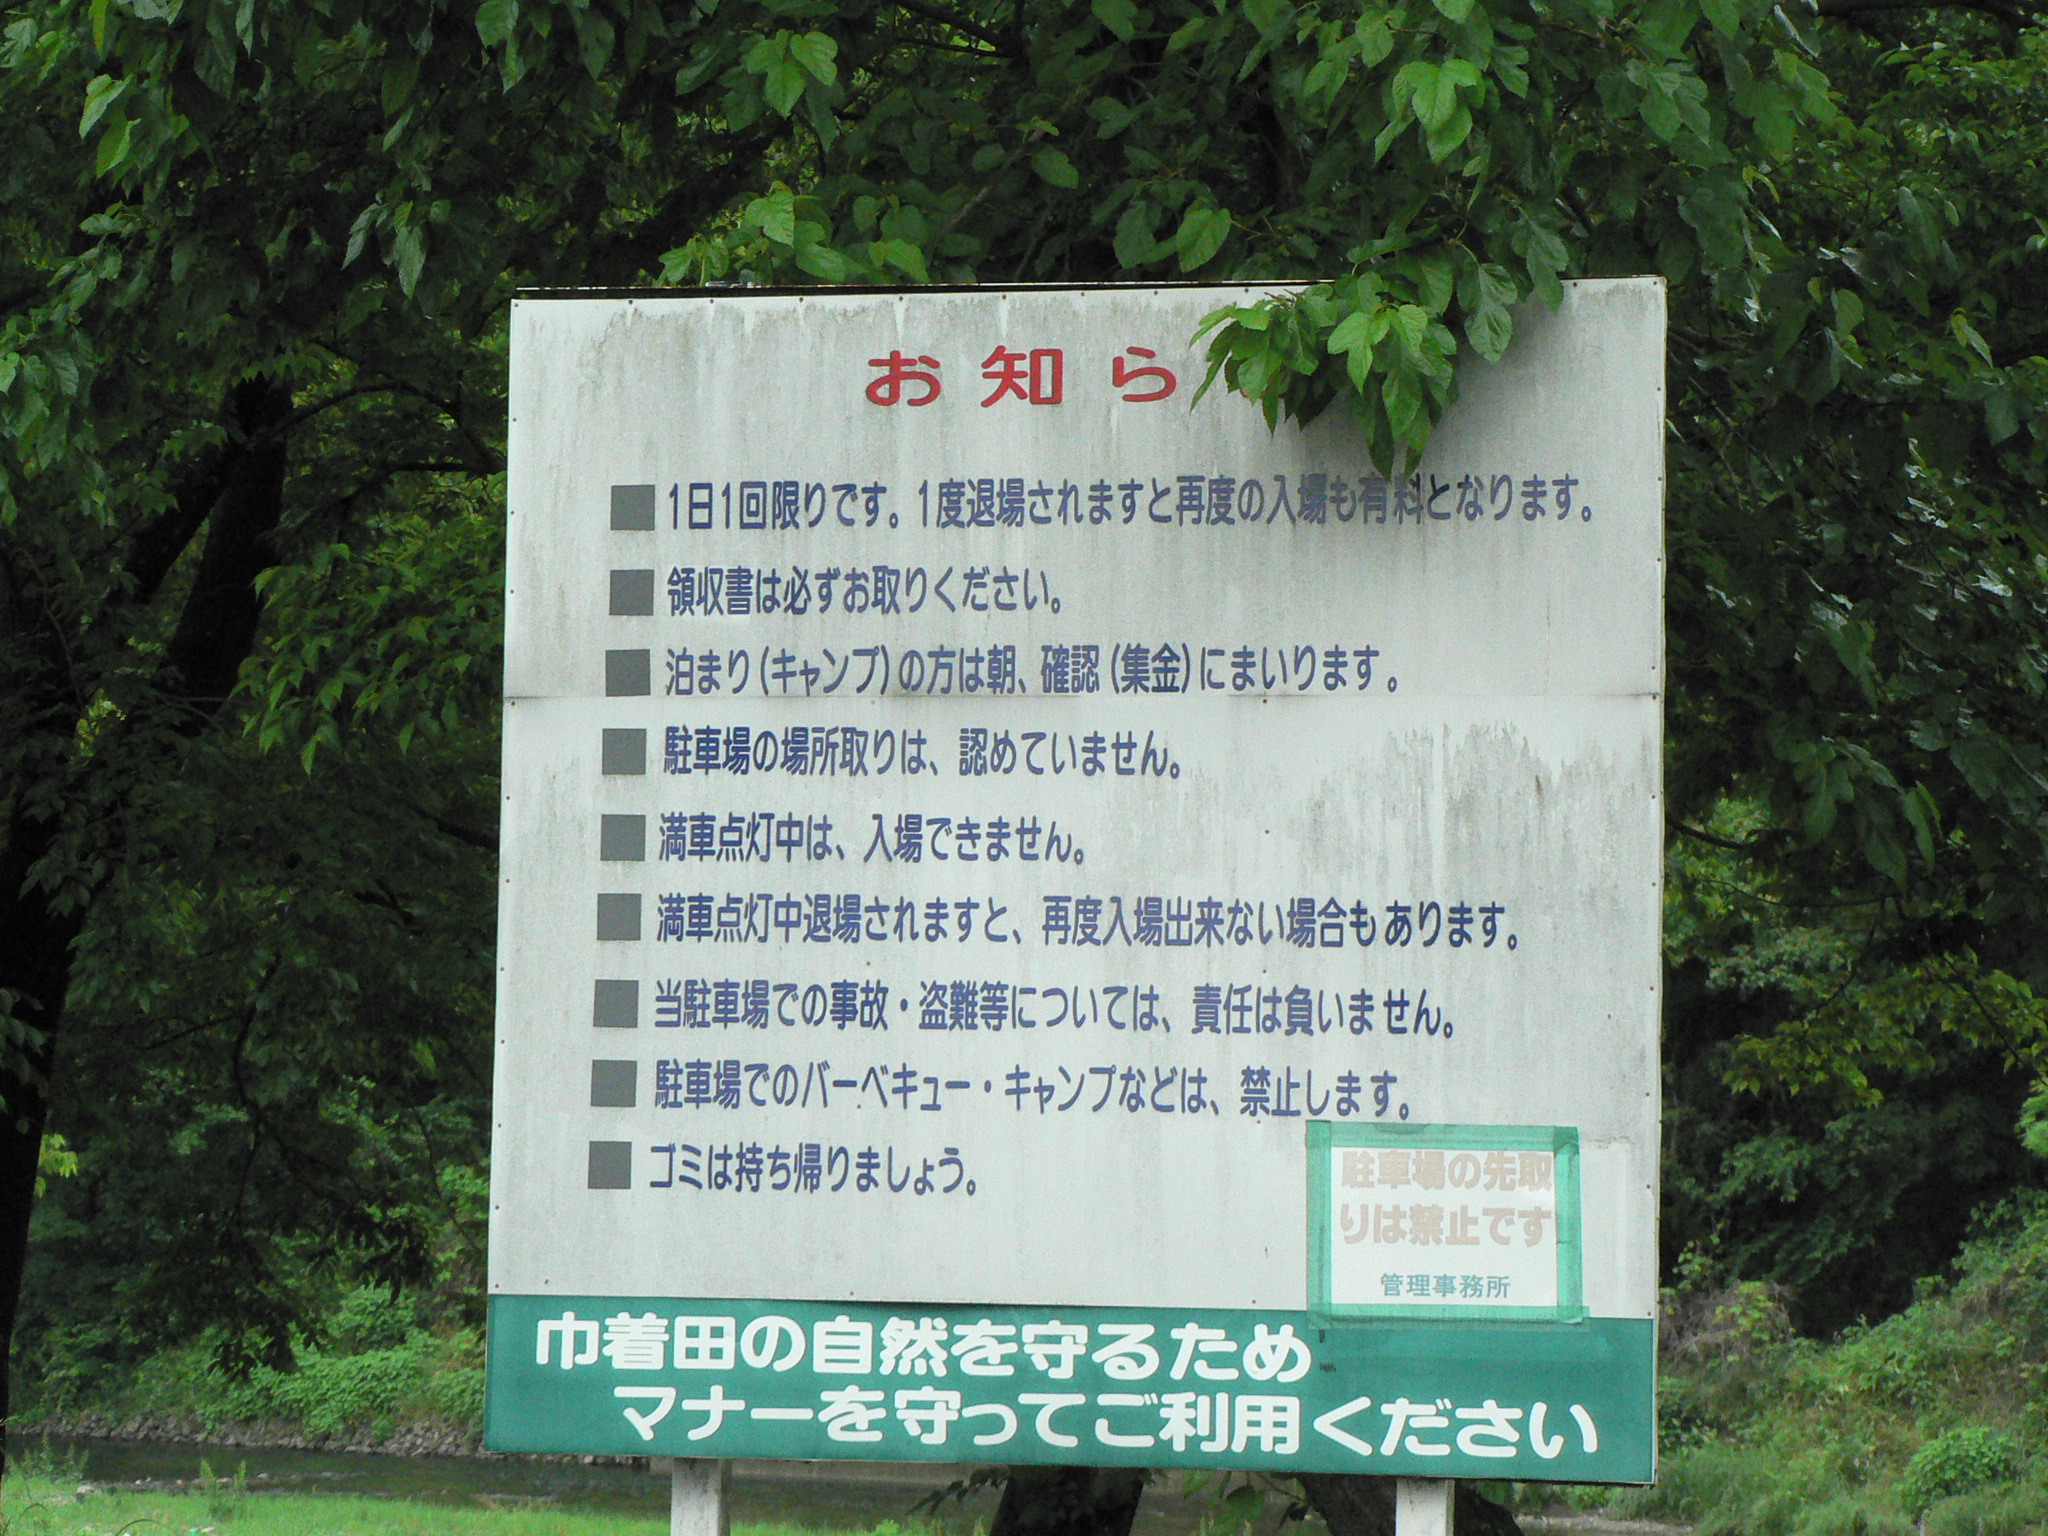 お知ら
■1日1回限りです。1度退場されますと再度の入場も有料となります。
■領収書は必ずお取りください。
■泊まり(キャンプ)の方は朝、確認(集金)にまいります。
■駐車場の場所取りは、認めていません。
■満車点灯中は、入場できません。
■満車点灯中退場されますと、再度入場出来ない場合もあります。
■当駐車場での事故・盗難等については、責任は負いません。
■駐車場でのバーベキュー・キャンプなどは、禁止します。
■ゴミは持ち帰りましょう。
駐車場の先取
りは禁止です
管理事務所
巾着田の自然を守るため
マナーを守ってご利用ください